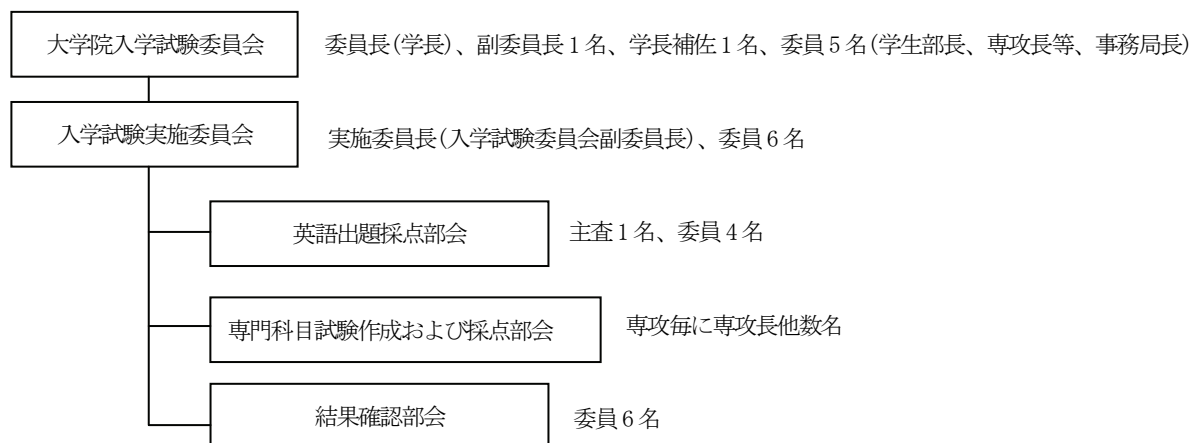 大学院入学試験委員会　委員長(学長)、副委員長1名、学長補佐1名、委員5名(学生部長、専攻長等、事務局長)
入学試験実施委員会　実施委員長(入学試験委員会副委員長)、委員6名
英語出題採点部会　主査1名、委員4名
専門科目試験作成および採点部会　専攻毎に専攻長他数名
結果確認部会　委員6名